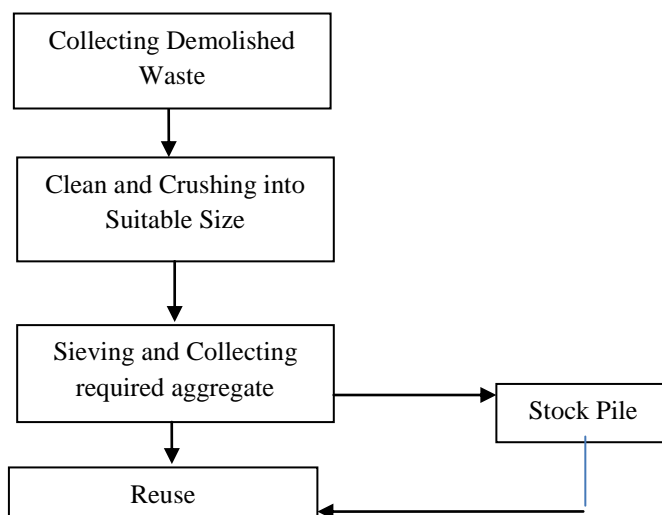 Collecting Demolished
Waste
Clean and Crushing into
Suitable Size
Sieving and Collecting
required aggregate
Stock Pile
Reuse